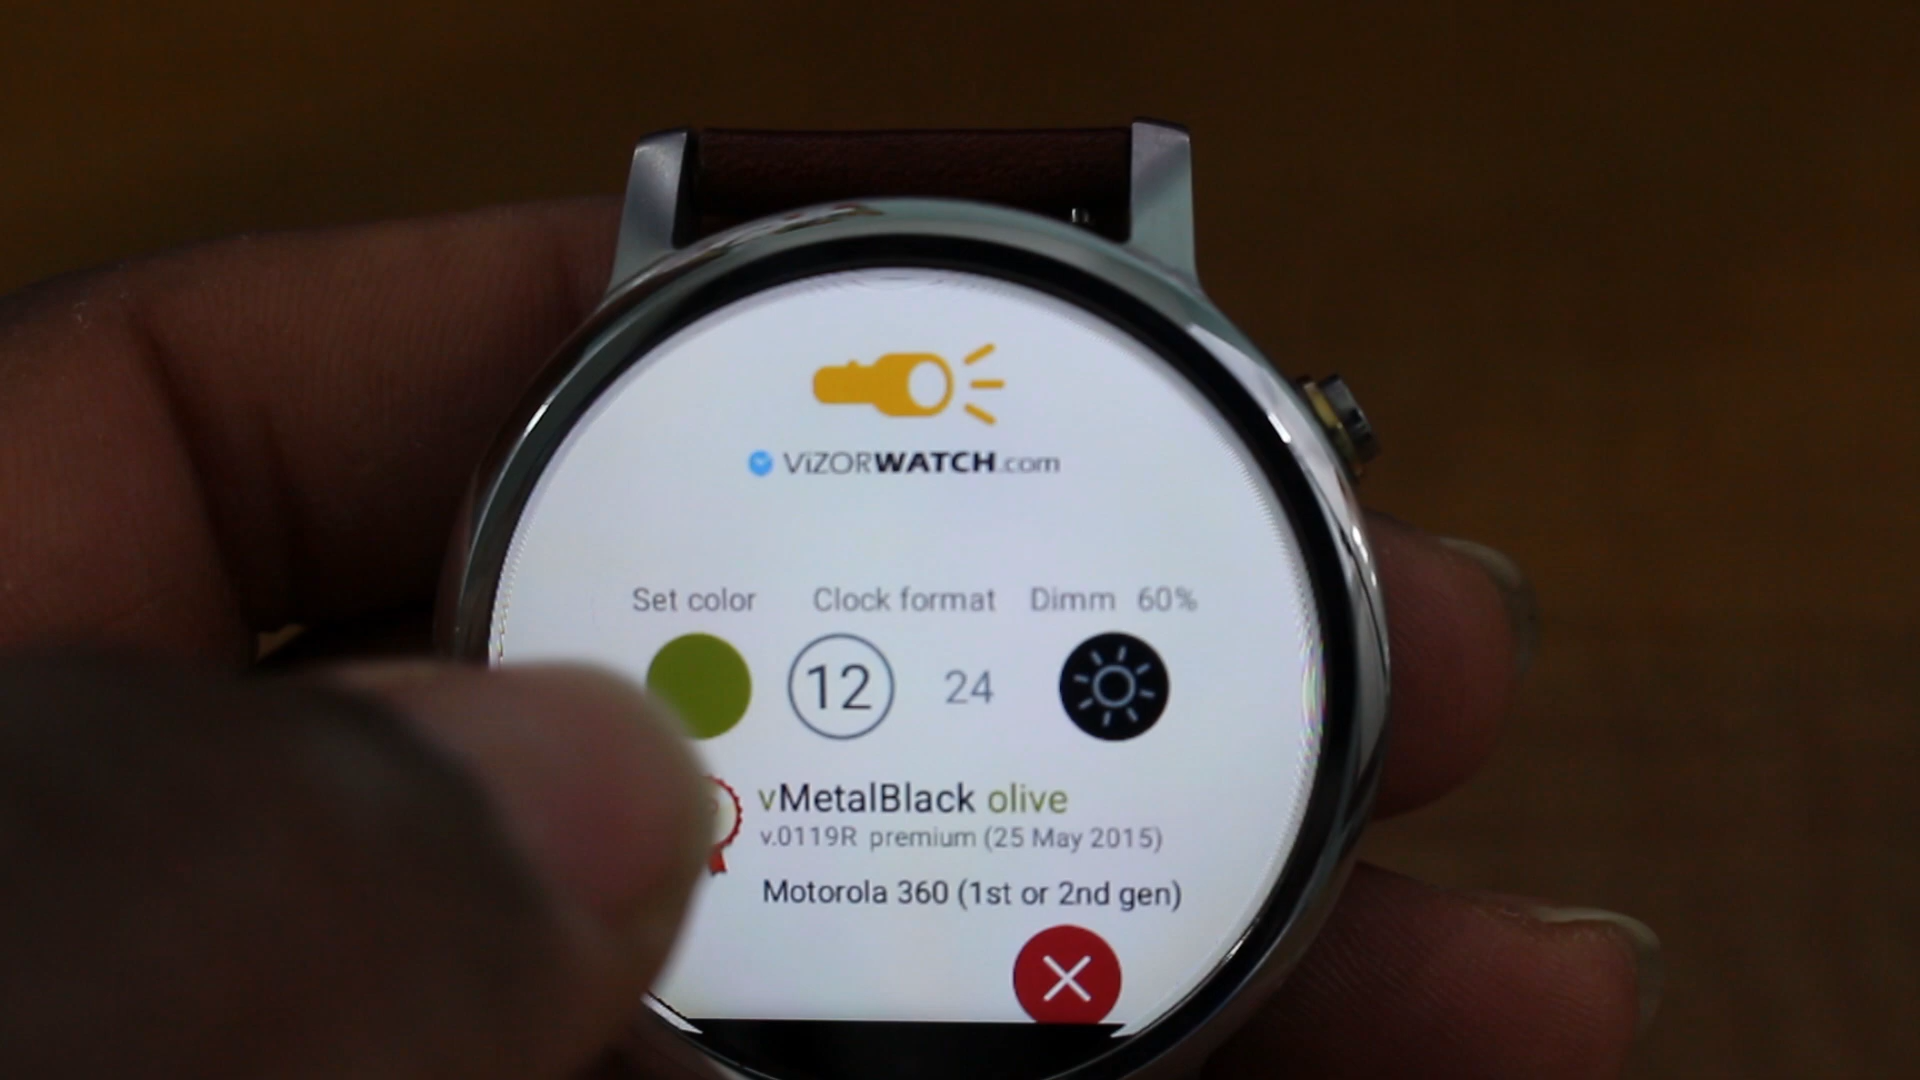 ViZORWATCH.com
Set color Clock format Dimm 60%
12 24
vMetalBlack olive
v.0119R premium (25 May 2015)
Motorola 360 (1st or 2nd gen)